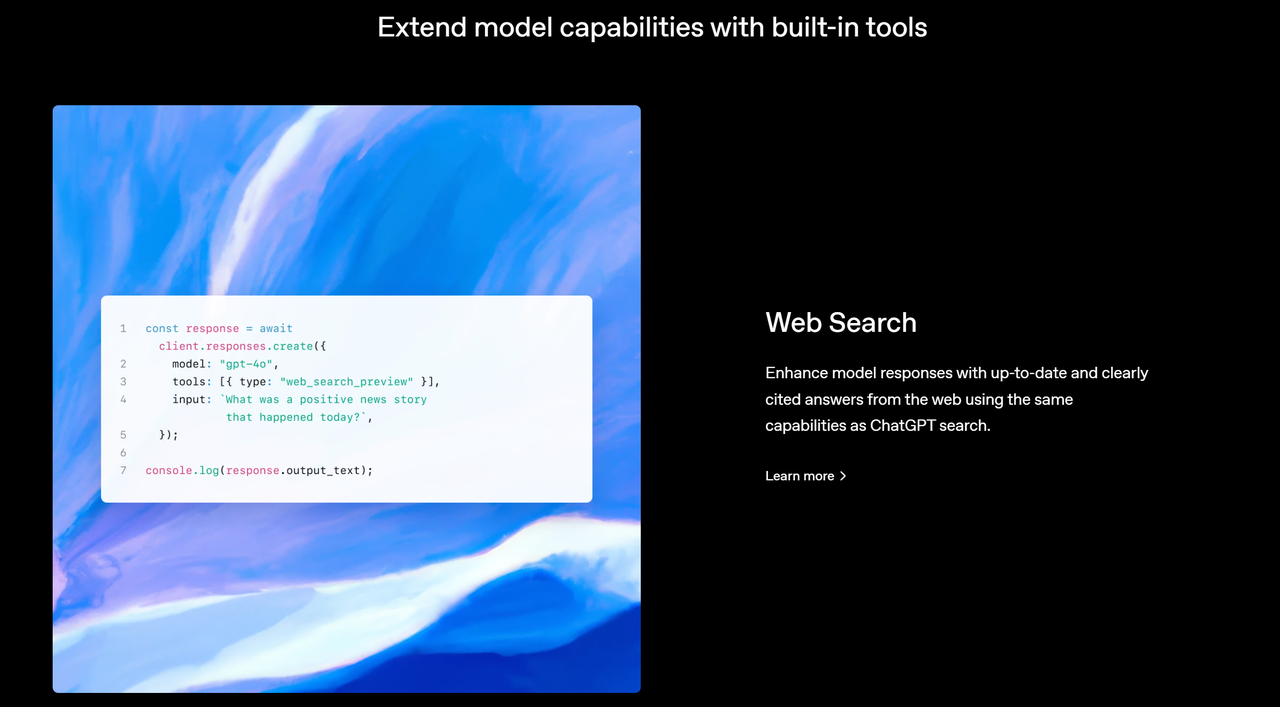 Extend model capabilities with built-in tools
1 const response = await
client.responses.create({
2 model: "gpt-4o",
3 tools: [{ type: "web_search_preview" }],
4 input: `What was a positive news story
that happened today?`,
5 });
6
7 console.log(response.output_text);
Web Search
Enhance model responses with up-to-date and clearly
cited answers from the web using the same
capabilities as ChatGPT search.
Learn more >